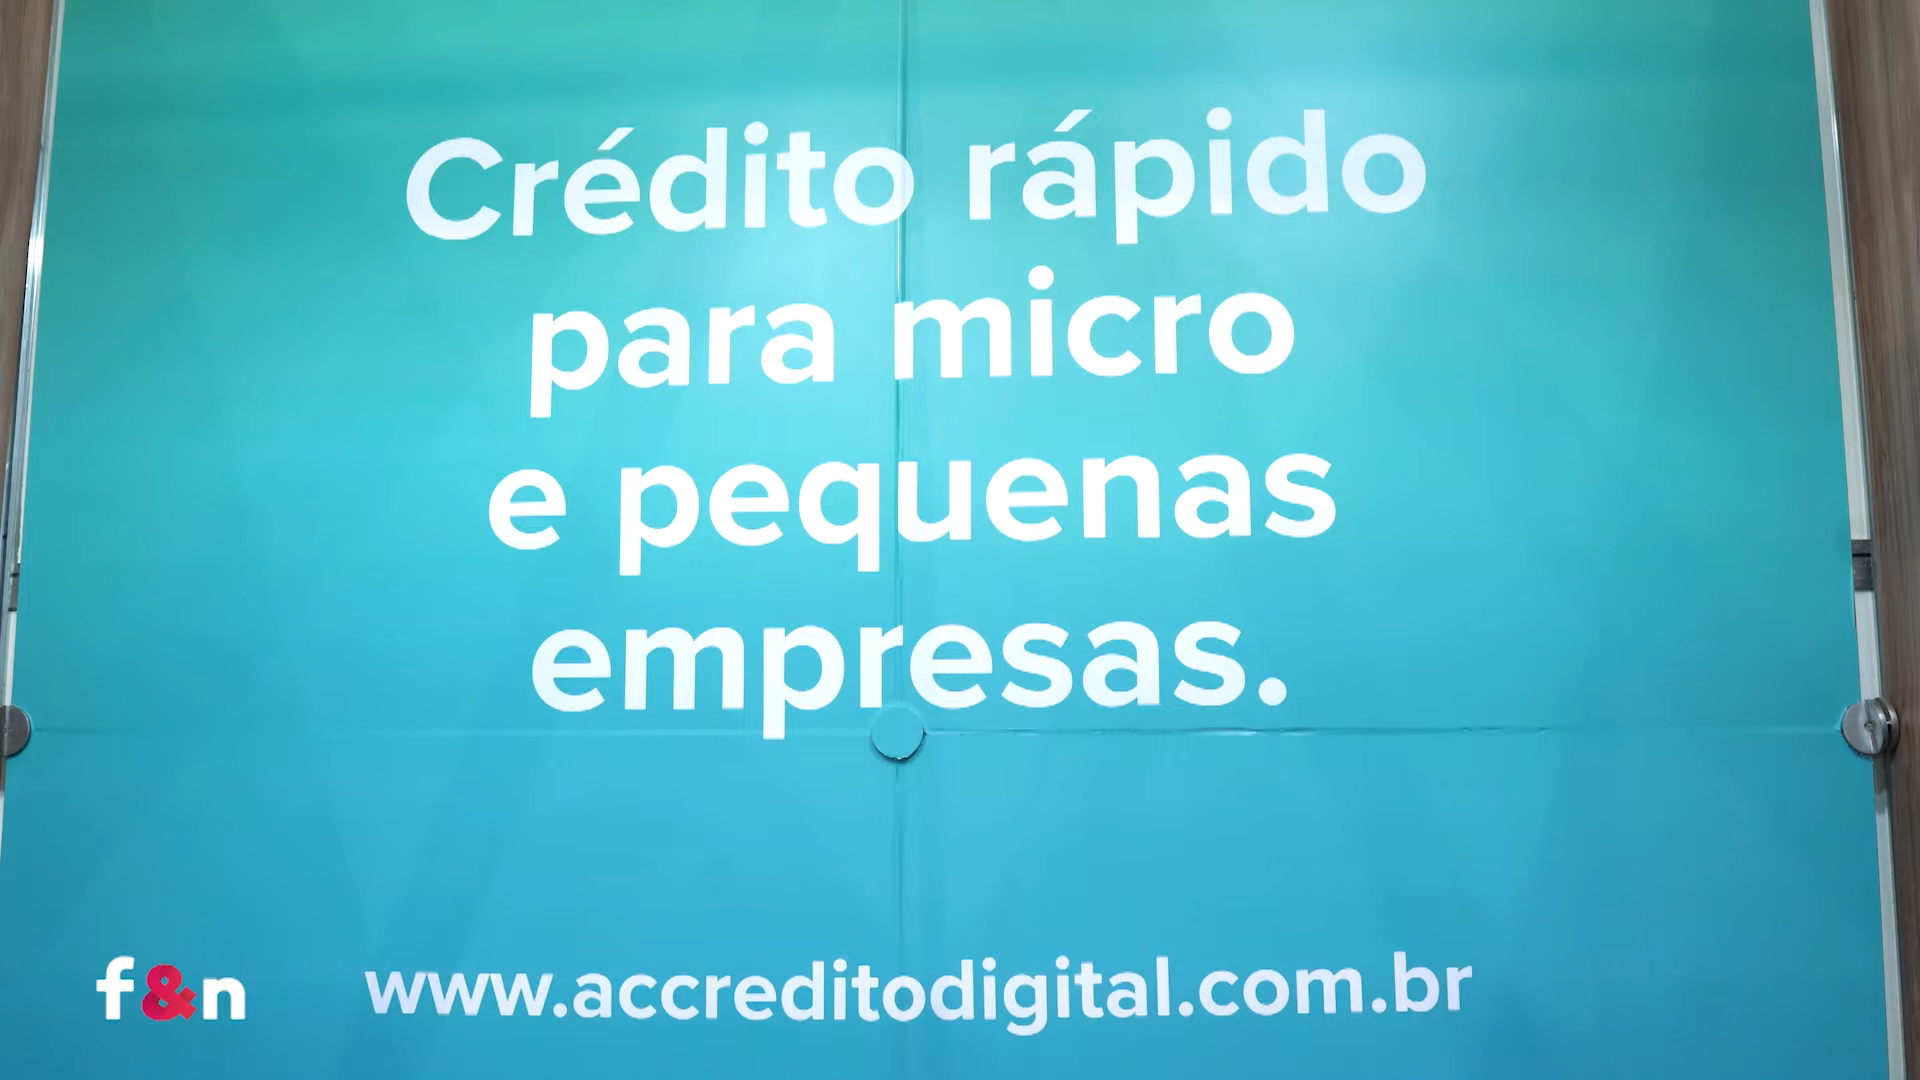 Crédito rápido
para micro
e pequenas
empresas.
f&n
www.accreditodigital.com.br